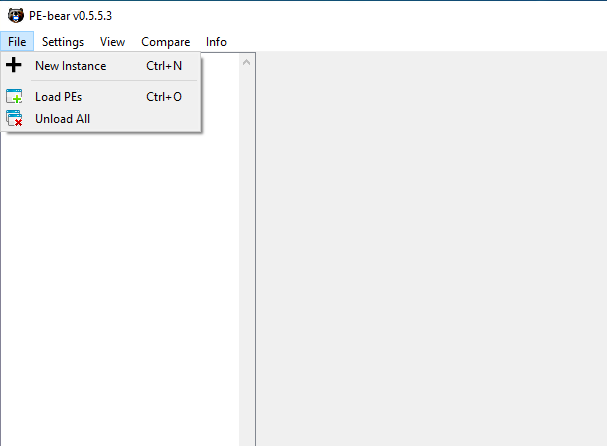 PE-bear v0.5.5.3
File Settings View Compare Info
New Instance Ctrl+N
Load PEs Ctrl+O
Unload All